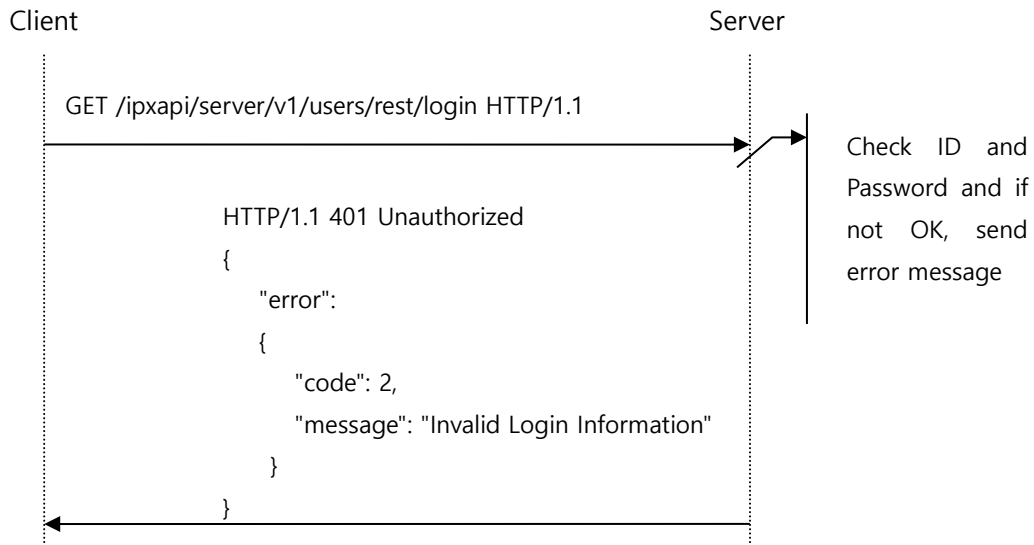 Client
Server
GET /ipxapi/server/v1/users/rest/login HTTP/1.1
Check ID and
Password and if
not OK, send
error message
HTTP/1.1 401 Unauthorized
{
"error":
{
"code": 2,
"message": "Invalid Login Information"
}
}